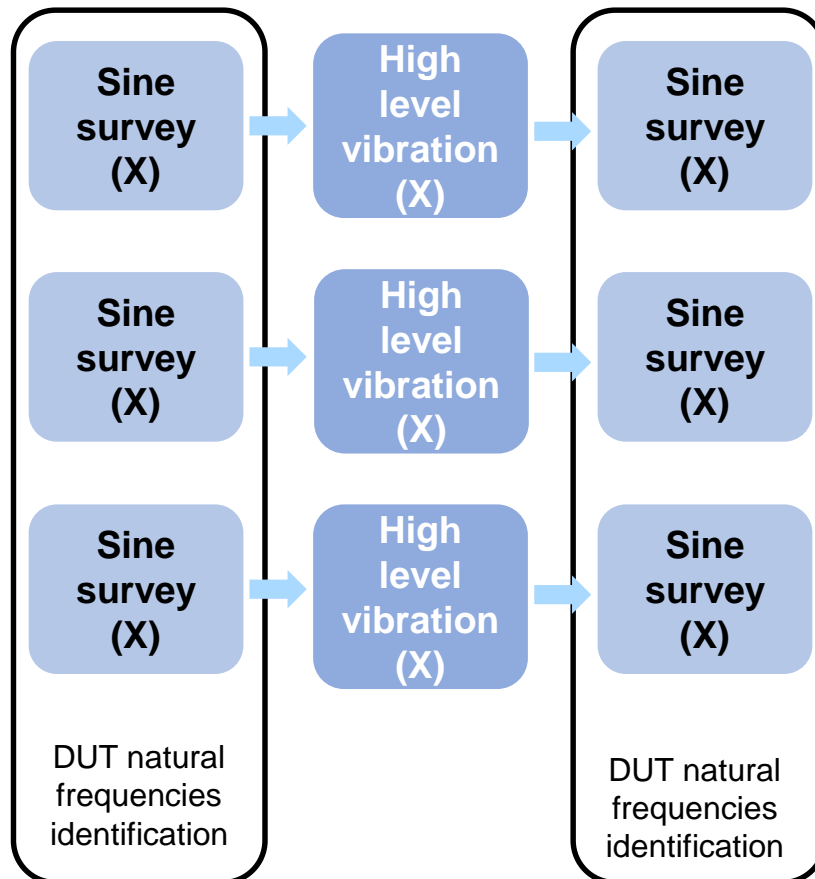 Sine
survey
(X)
High
level
vibration
(X)
Sine
survey
(X)
Sine
survey
(X)
High
level
vibration
(X)
Sine
survey
(X)
Sine
survey
(X)
High
level
vibration
(X)
Sine
survey
(X)
DUT natural
frequencies
identification
DUT natural
frequencies
identification